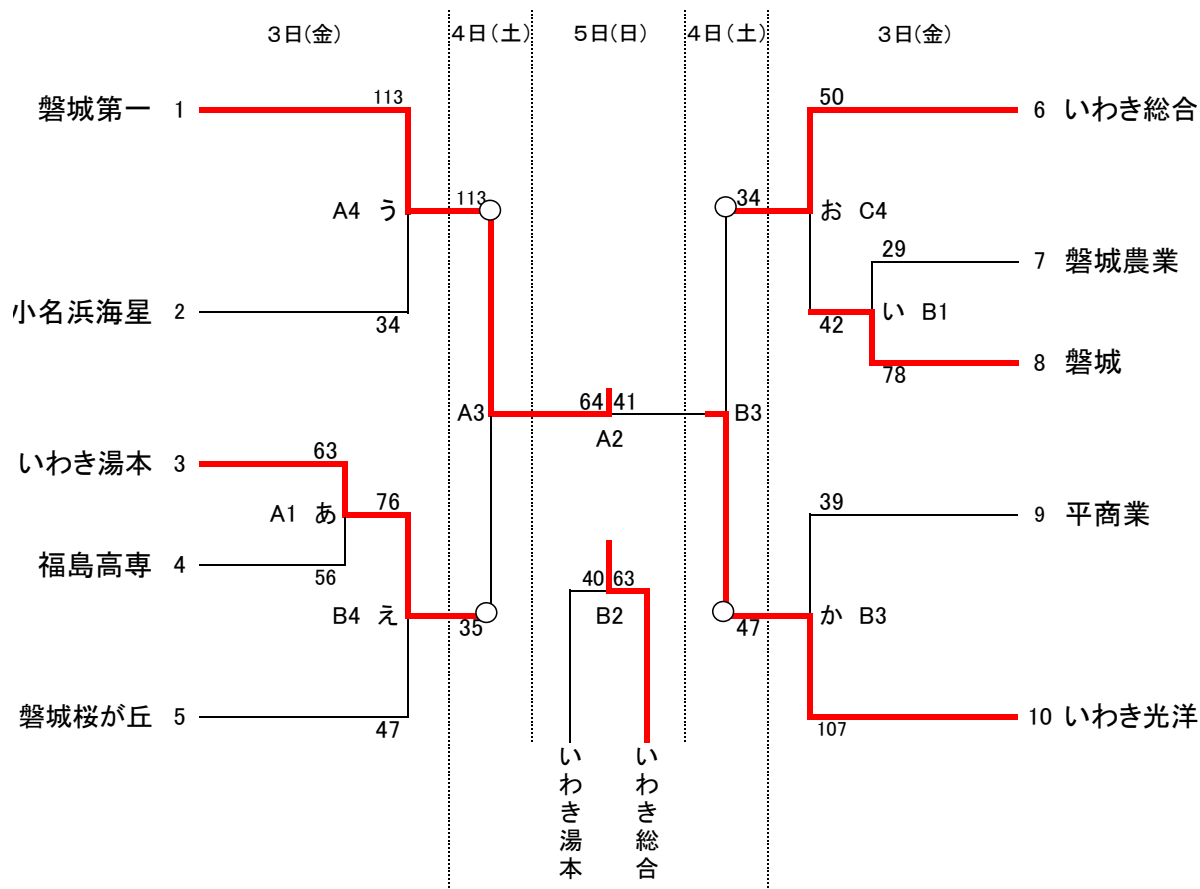 3日(金) 4日(土) 5日(日) 4日(土) 3日(金)
磐城第一 1 113
50 6 いわき総合
A4 う 113
34 お C4
29 7 磐城農業
小名浜海星 2 34
42 い B1
78 8 磐城
A3 64 41 B3
A2
いわき湯本 3 63
A1 あ 76
39 9 平商業
福島高専 4 56
40 63
B4 え 35
B2
47 か B3
磐城桜が丘 5 47
107 10 いわき光洋
いわき湯本
いわき総合